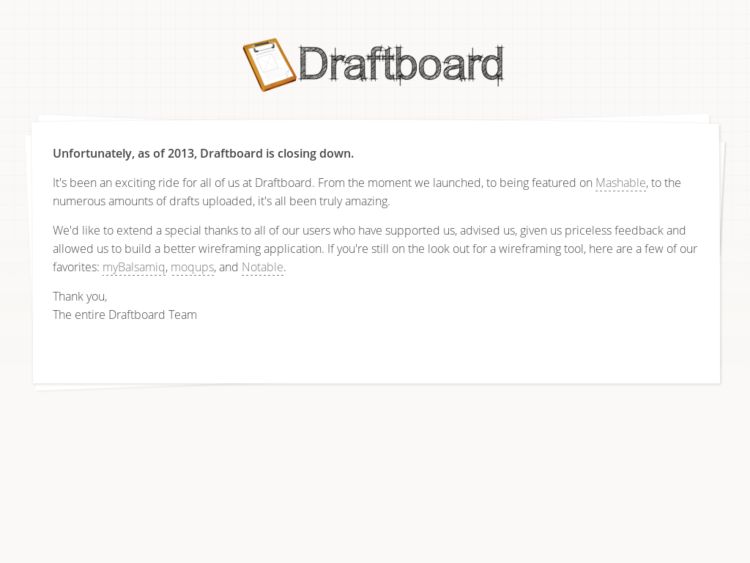 Draftboard
Unfortunately, as of 2013, Draftboard is closing down.
It's been an exciting ride for all of us at Draftboard. From the moment we launched, to being featured on Mashable, to the
numerous amounts of drafts uploaded, it's all been truly amazing.
We'd like to extend a special thanks to all of our users who have supported us, advised us, given us priceless feedback and
allowed us to build a better wireframing application. If you're still on the look out for a wireframing tool, here are a few of our
favorites: myBalsamiq, moqups, and Notable.
Thank you,
The entire Draftboard Team